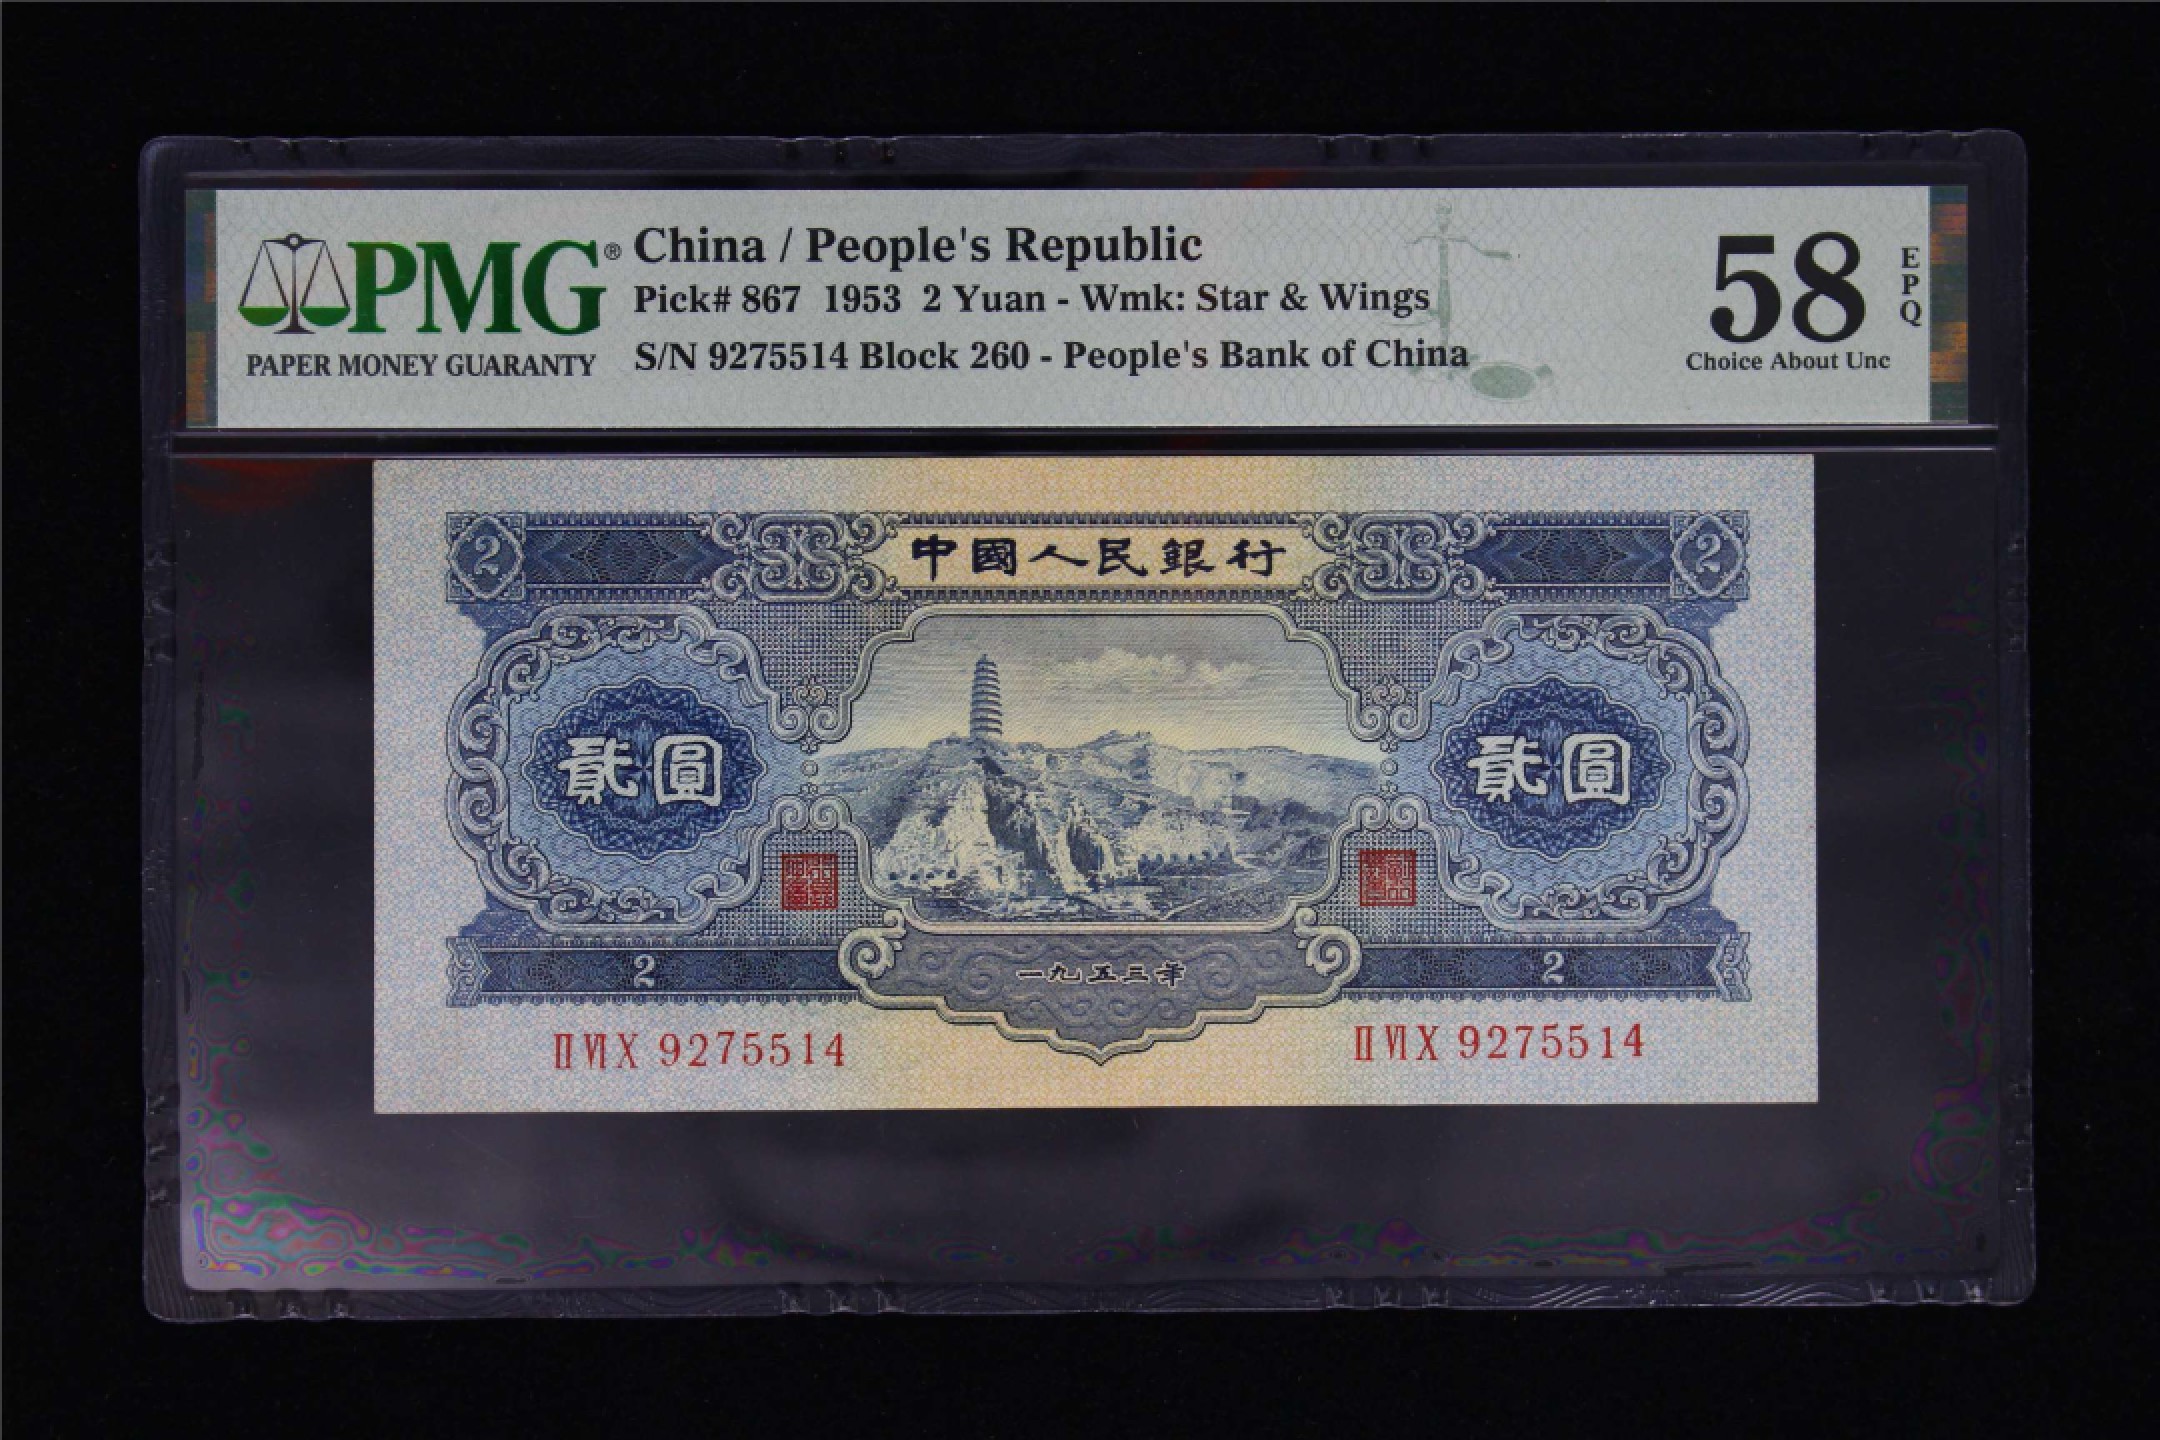 PMG®
PAPER MONEY GUARANTY
China / People's Republic
Pick# 867 1953 2 Yuan - Wmk: Star & Wings
S/N 9275514 Block 260 - People's Bank of China
58
EPQ
Choice About Unc
2 中國人民銀行 2
貳圓 貳圓
2 一九五三年 2
ⅡⅥⅩ 9275514 ⅡⅥⅩ 9275514